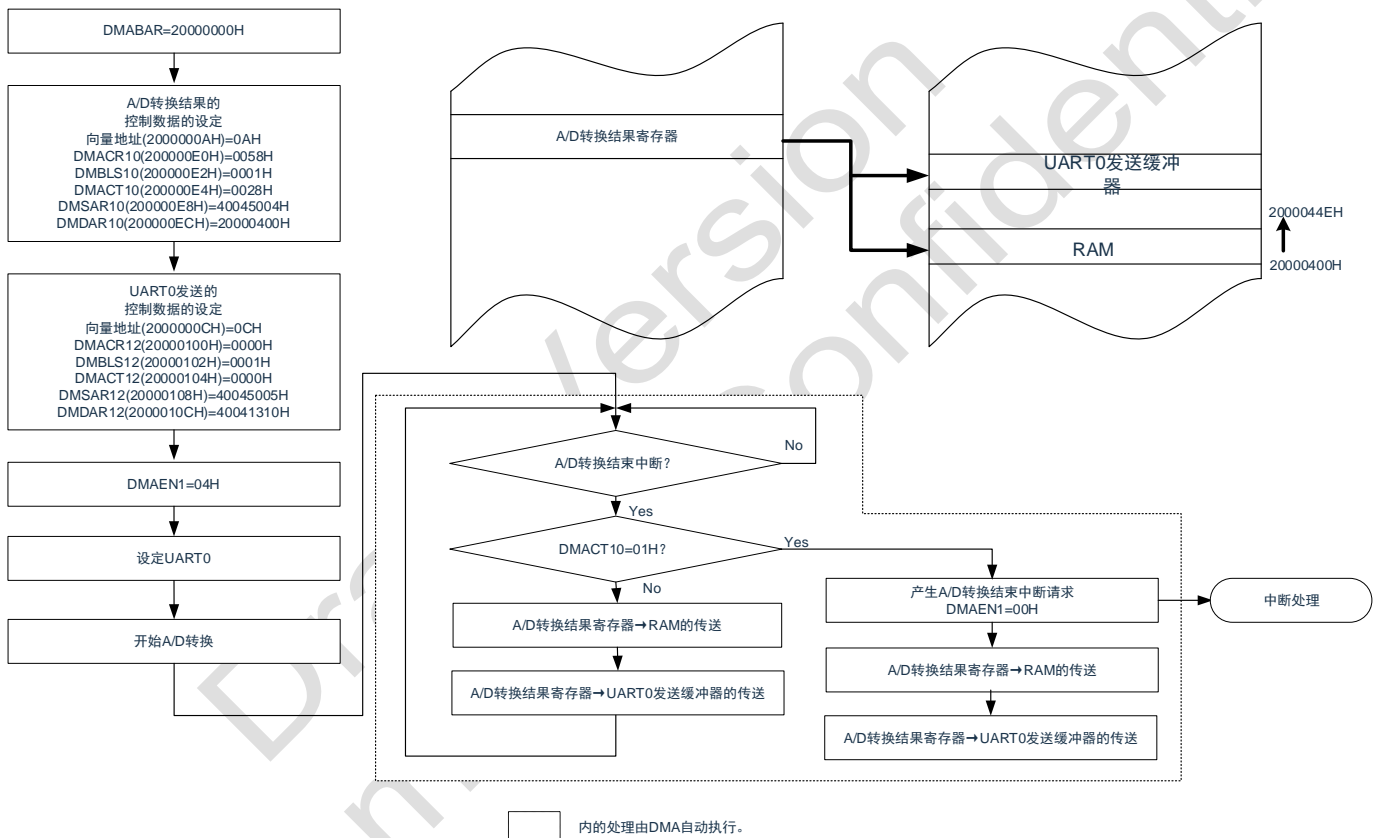 DMABAR=20000000H
A/D转换结果的
控制数据的设定
向量地址(2000000AH)=0AH
DMACR10(200000E0H)=0058H
DMBLS10(200000E2H)=0001H
DMACT10(200000E4H)=0028H
DMSAR10(200000E8H)=40045004H
DMDAR10(200000ECH)=20000400H
UART0发送的
控制数据的设定
向量地址(2000000CH)=0CH
DMACR12(20000100H)=0000H
DMBLS12(20000102H)=0001H
DMACT12(20000104H)=0000H
DMSAR12(20000108H)=40045005H
DMDAR12(2000010CH)=40041310H
DMAEN1=04H
设定UART0
开始A/D转换
A/D转换结果寄存器
UART0发送缓冲
器
2000044EH
RAM
20000400H
A/D转换结束中断?
No
Yes
DMACT10=01H?
Yes
No
A/D转换结果寄存器→RAM的传送
A/D转换结果寄存器→UART0发送缓冲器的传送
产生A/D转换结束中断请求
DMAEN1=00H
中断处理
A/D转换结果寄存器→RAM的传送
A/D转换结果寄存器→UART0发送缓冲器的传送
内的处理由DMA自动执行。